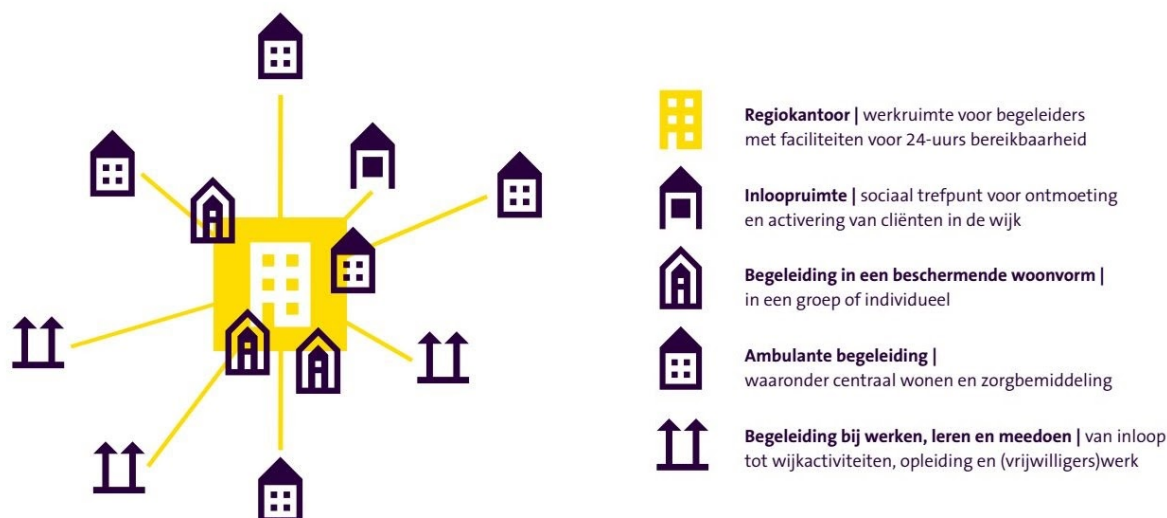 Regiokantoor | werkruimte voor begeleiders
met faciliteiten voor 24-uurs bereikbaarheid
Inloopruimte | sociaal trefpunt voor ontmoeting
en activering van cliënten in de wijk
Begeleiding in een beschermende woonvorm |
in een groep of individueel
Ambulante begeleiding |
waaronder centraal wonen en zorgbemiddeling
Begeleiding bij werken, leren en meedoen | van inloop
tot wijkactiviteiten, opleiding en (vrijwilligers)werk